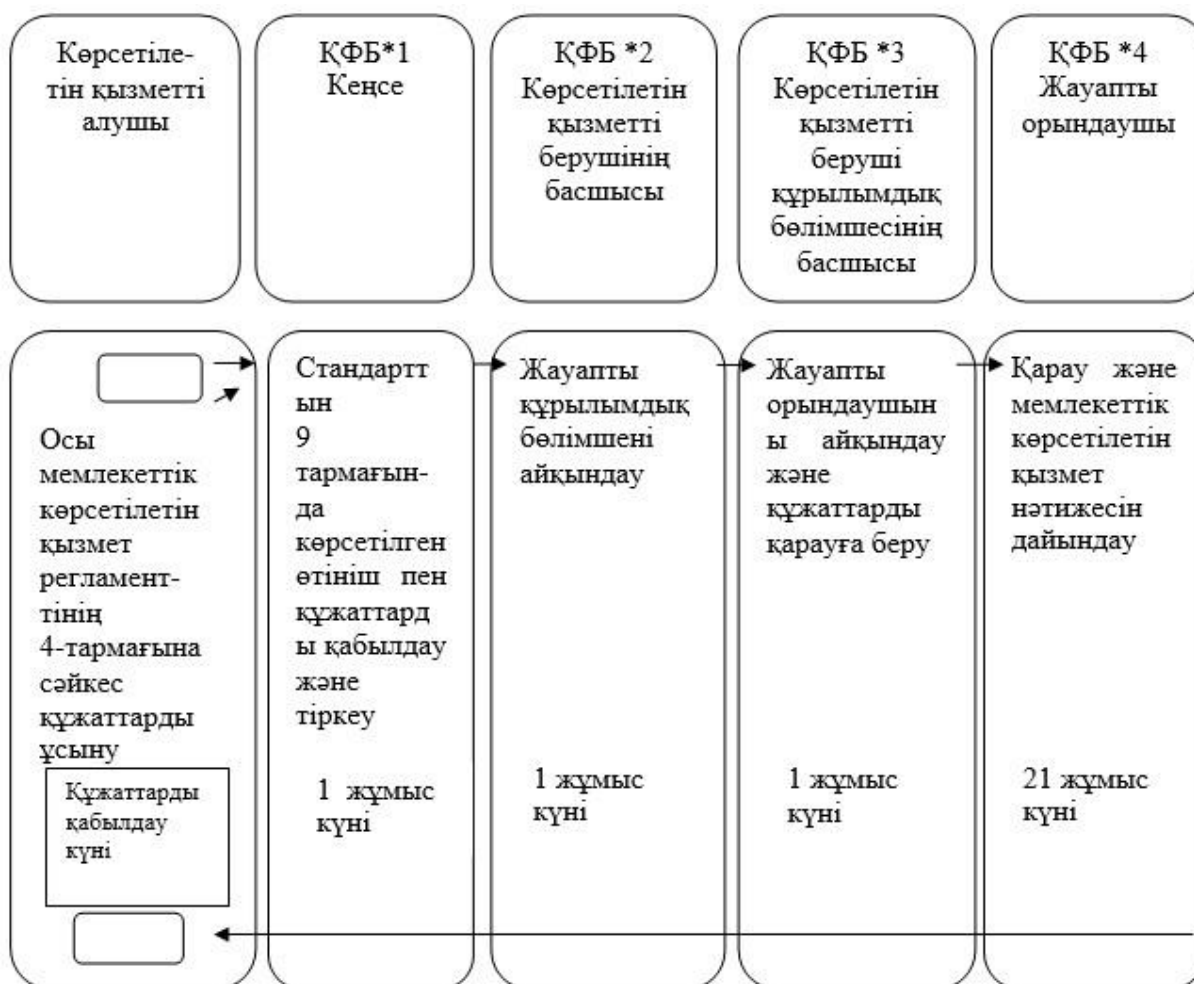 Көрсетіле-
тін қызметті
алушы
ҚФБ*1
Кеңсе
ҚФБ *2
Көрсетілетін
қызметті
берушінің
басшысы
ҚФБ *3
Көрсетілетін
қызметті
беруші
құрылымдық
бөлімшесінің
басшысы
ҚФБ *4
Жауапты
орындаушы
Осы
мемлекеттік
көрсетілетін
қызмет
регламент-
тінің
4-тармағына
сәйкес
құжаттарды
ұсыну
Құжаттарды
қабылдау
күні
Стандартт
ын
9
тармағын-
да
көрсетілген
өтініш пен
құжаттард
ы қабылдау
және
тіркеу
1 жұмыс
күні
Жауапты
құрылымдық
бөлімшені
айқындау
1 жұмыс
күні
Жауапты
орындаушын
ы айқындау
және
құжаттарды
қарауға беру
1 жұмыс
күні
Қарау және
мемлекеттік
көрсетілетін
қызмет
нәтижесін
дайындау
21 жұмыс
күні